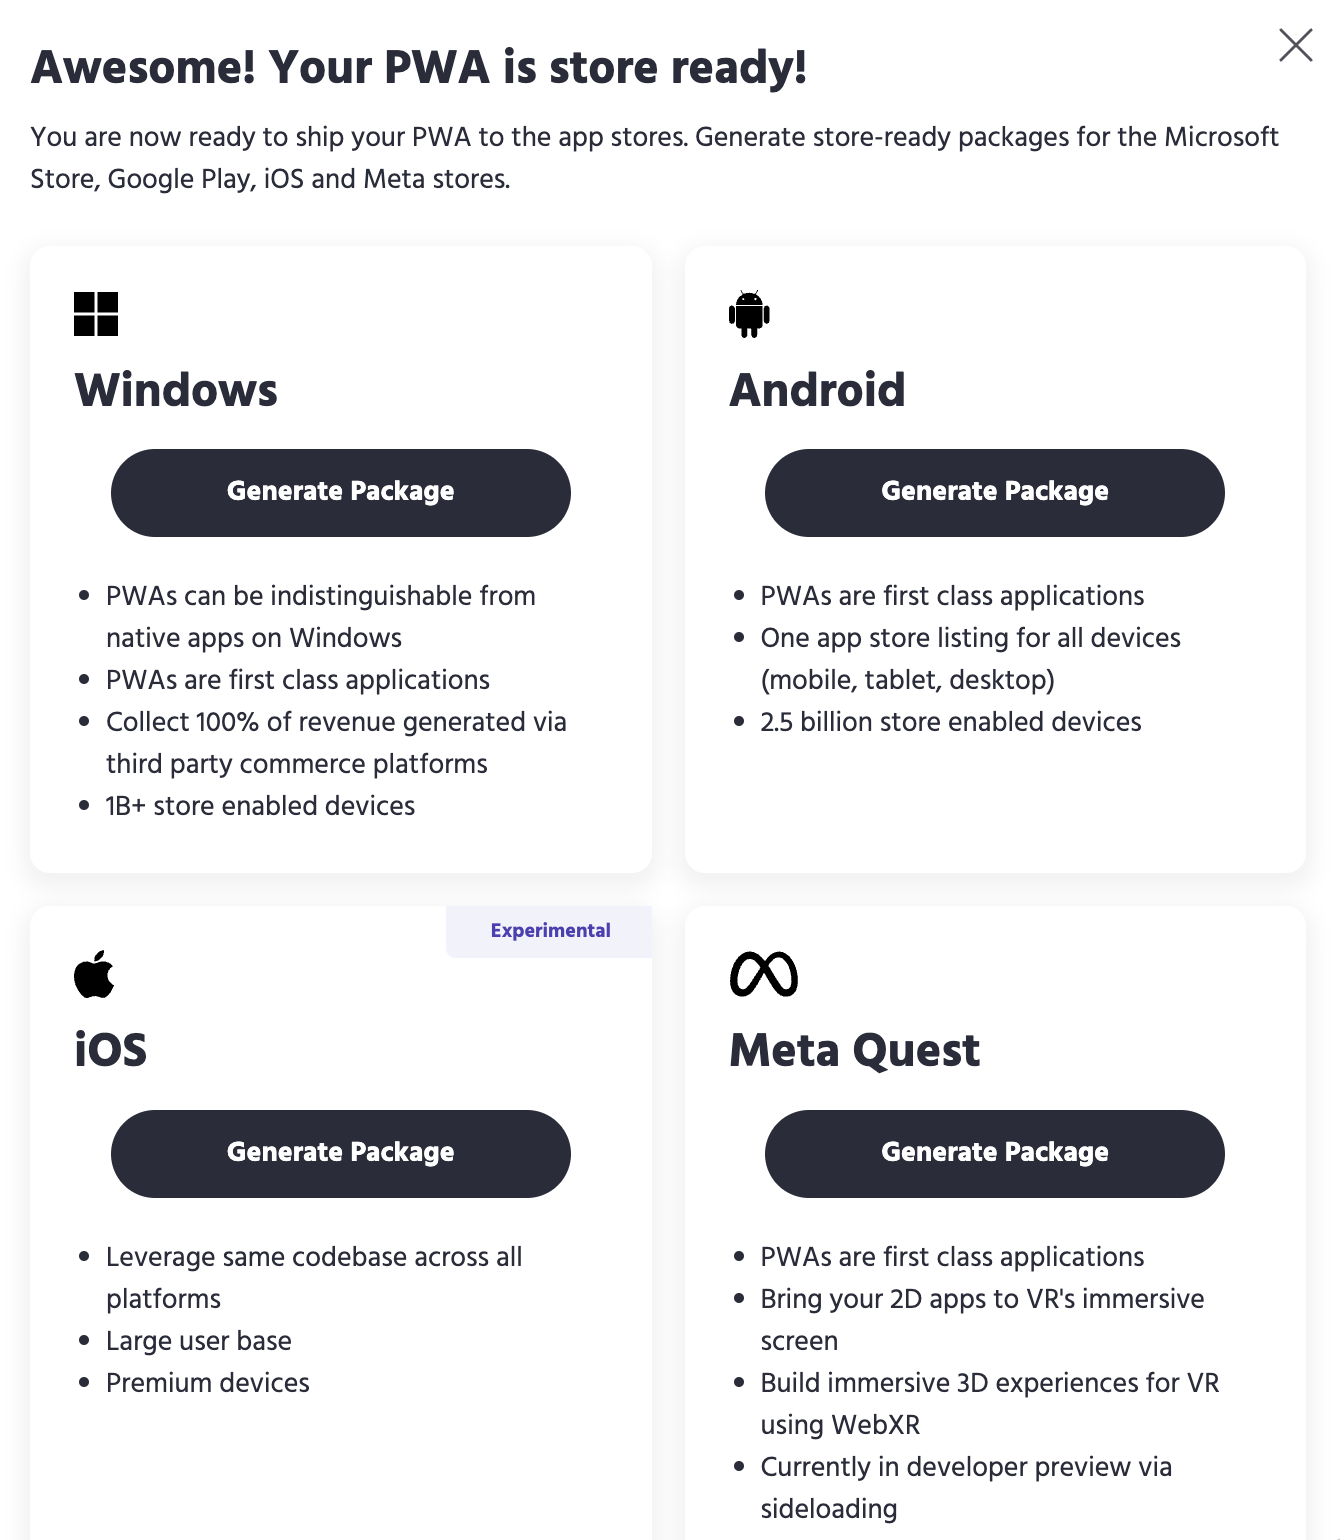 Awesome! Your PWA is store ready!
You are now ready to ship your PWA to the app stores. Generate store-ready packages for the Microsoft
Store, Google Play, iOS and Meta stores.
Windows
Generate Package
• PWAs can be indistinguishable from
native apps on Windows
• PWAs are first class applications
• Collect 100% of revenue generated via
third party commerce platforms
• 1B+ store enabled devices
Android
Generate Package
• PWAs are first class applications
• One app store listing for all devices
(mobile, tablet, desktop)
• 2.5 billion store enabled devices
Experimental
iOS
Generate Package
• Leverage same codebase across all
platforms
• Large user base
• Premium devices
Meta Quest
Generate Package
• PWAs are first class applications
• Bring your 2D apps to VR's immersive
screen
• Build immersive 3D experiences for VR
using WebXR
• Currently in developer preview via
sideloading